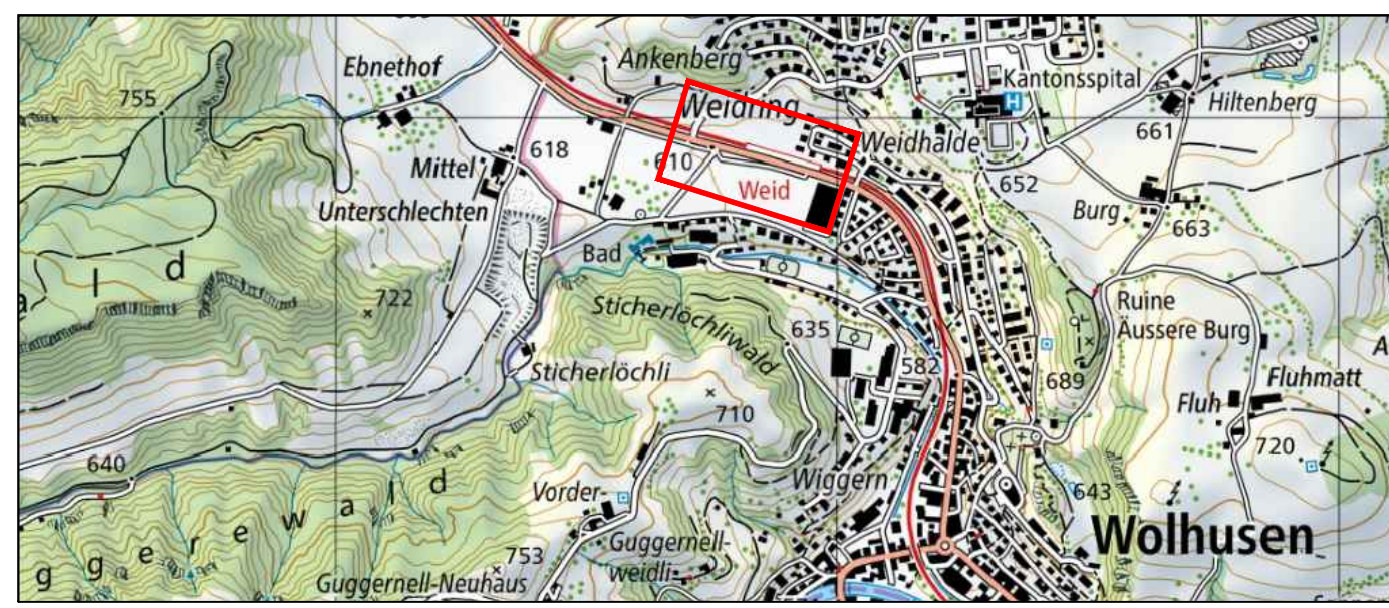 Ankenberg
Ebnethof
Kantonsspital
H
755
Weidring
Hiltenberg
661
618
Weidhalde
Mittel
610
652
Weid
Unterschlechten
Burg
663
Bad
d
l
a
722
Ruine
Äussere Burg
Sticherlöchliwald
635
A
582
Sticherlöchli
689
Fluhmatt
710
Fluh
720
640
Wiggern
d
l
a
w
e
r
e
g
g
Vorder-
643
Wolhusen
Guggernell-
weidli
753
Guggernell-Neuhaus